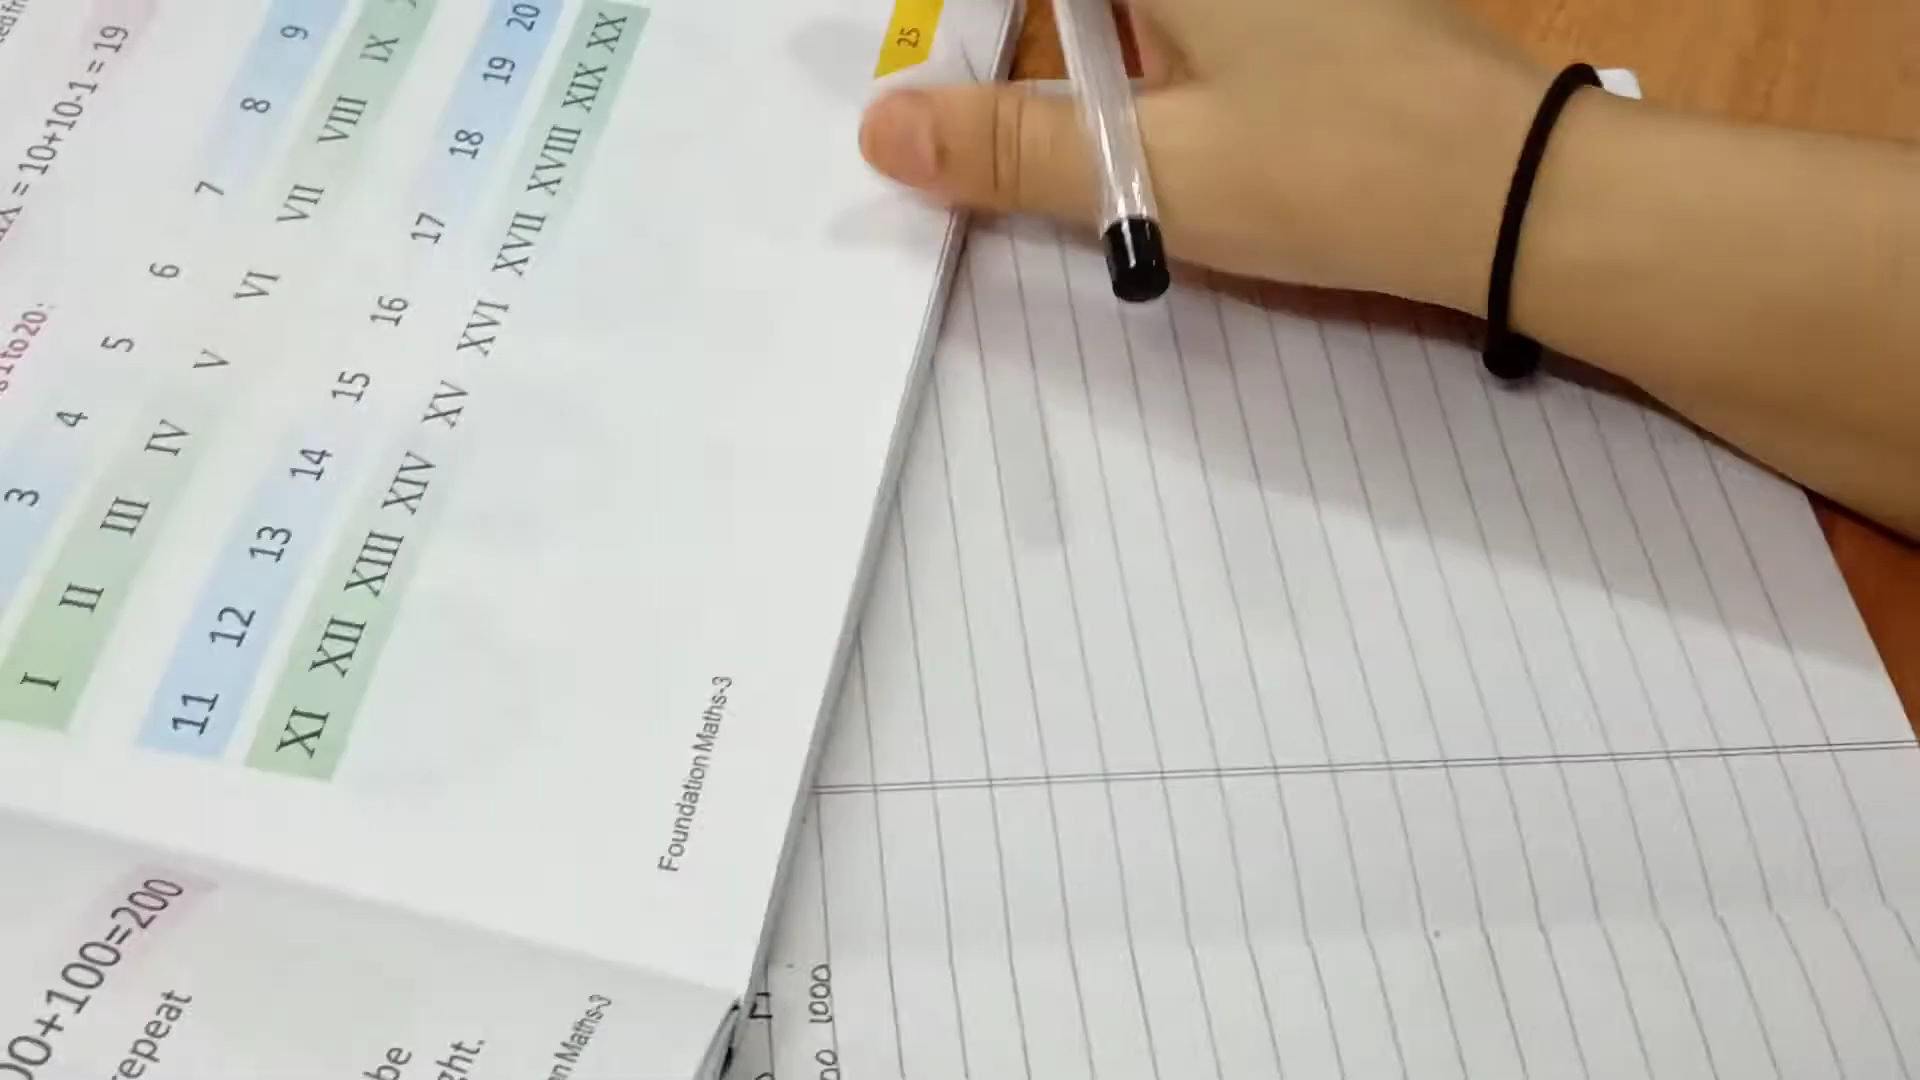 IX = 10+10-1 = 19
1 to 20:
3 4 5 6 7 8 9
I II III IV V VI VII VIII IX
11 12 13 14 15 16 17 18 19 20
XI XII XIII XIV XV XVI XVII XVIII XIX XX
Foundation Maths-3
25
00+100=200
repeat
be
ght.
n Maths-3
1000
00